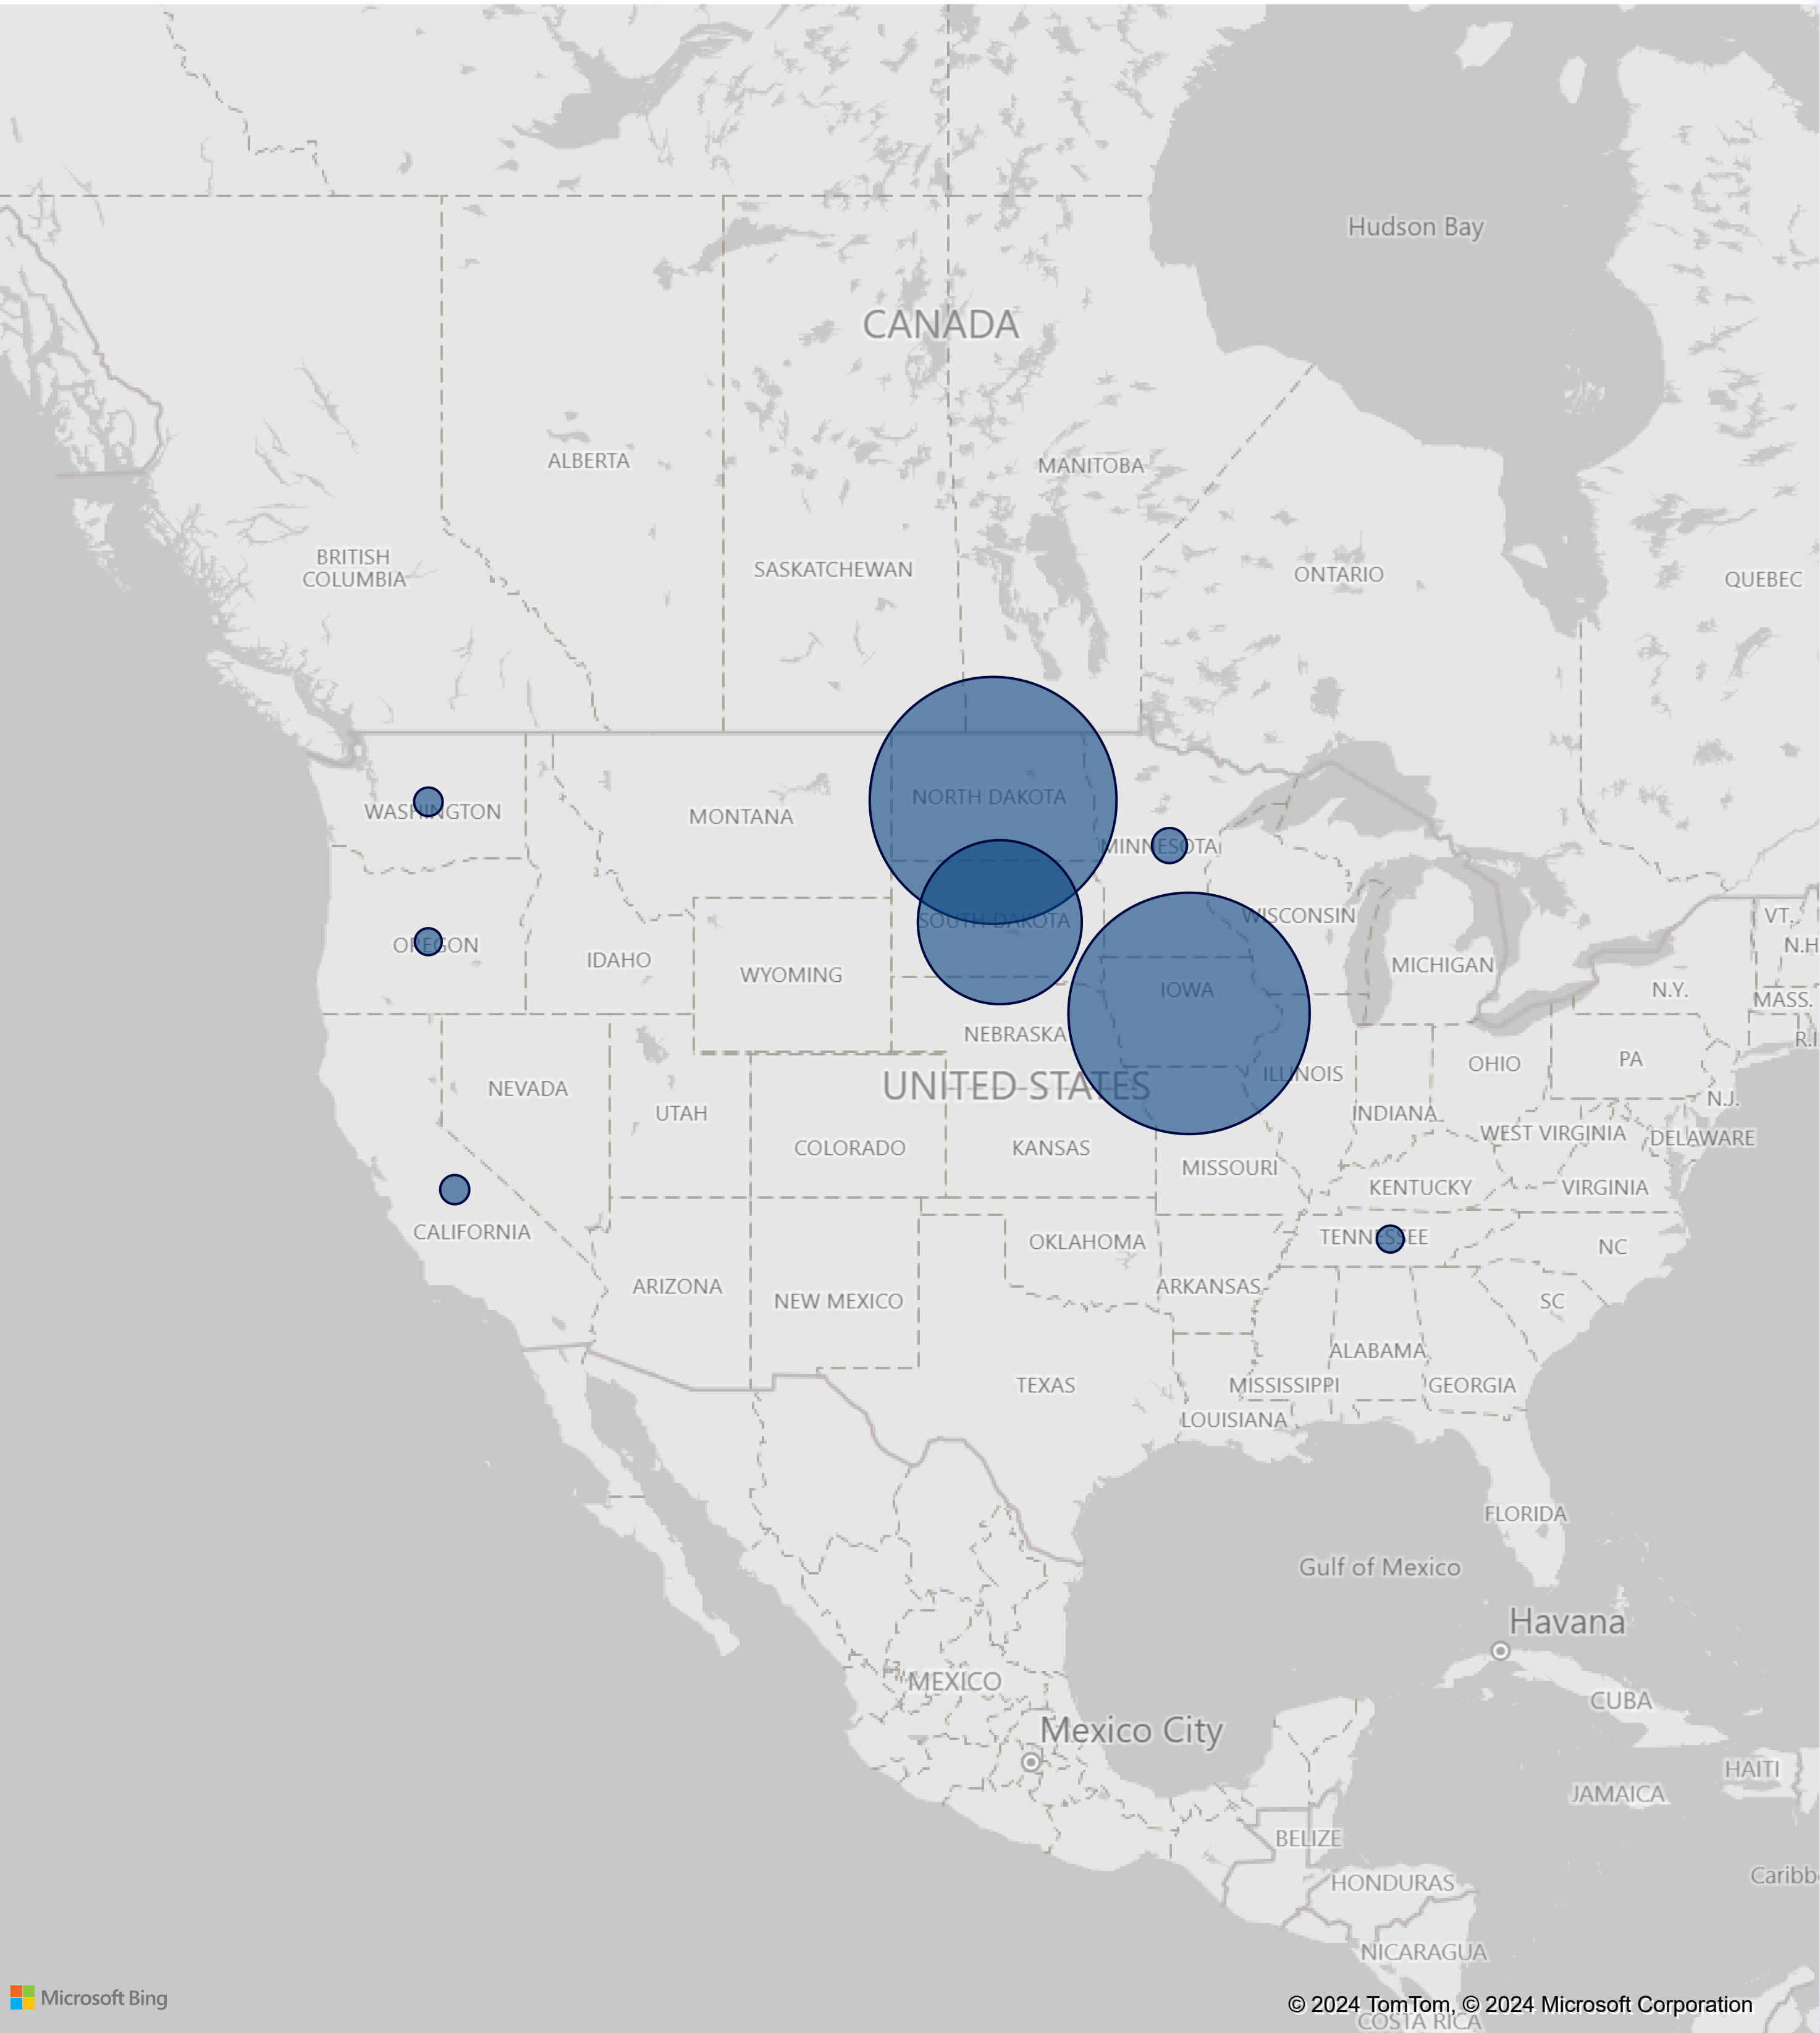 Hudson Bay
CANADA
ALBERTA
MANITOBA
BRITISH
COLUMBIA
SASKATCHEWAN
ONTARIO
QUEBEC
WASHINGTON
MONTANA
NORTH DAKOTA
MINNESOTA
OREGON
IDAHO
WYOMING
SOUTH DAKOTA
WISCONSIN
MICHIGAN
VT.
N.H
IOWA
N.Y.
MASS.
NEBRASKA
R.I
UNITED STATES
ILLINOIS
OHIO
PA
NEVADA
UTAH
INDIANA
N.J.
COLORADO
KANSAS
WEST VIRGINIA
DELAWARE
MISSOURI
KENTUCKY
VIRGINIA
CALIFORNIA
OKLAHOMA
TENNESSEE
NC
ARIZONA
NEW MEXICO
ARKANSAS
SC
ALABAMA
TEXAS
MISSISSIPPI
GEORGIA
LOUISIANA
FLORIDA
Gulf of Mexico
Havana
MEXICO
CUBA
Mexico City
HAITI
JAMAICA
BELIZE
HONDURAS
Caribb
NICARAGUA
Microsoft Bing
© 2024 TomTom, © 2024 Microsoft Corporation
COSTA RICA